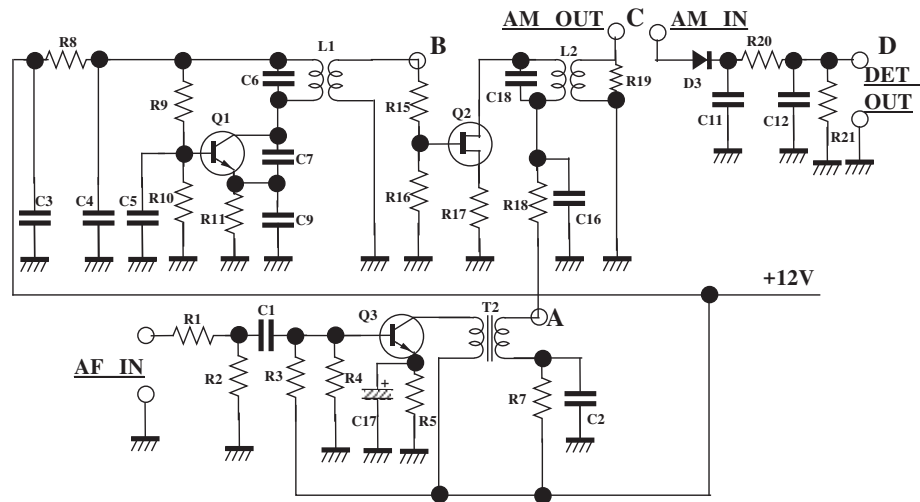 AM OUT C AM IN
R8 L1 B L2 R20 D
C6 R19 D3 DET
R9 R15 C18 OUT
Q1 Q2 C11 C12 R21
C7
R10 R16 R18
C3 C4 C5 R11 C9 R17 C16
+12V
R1 C1 Q3 T2 A
AF IN R2 R3 R4 + R7
C17 R5 C2